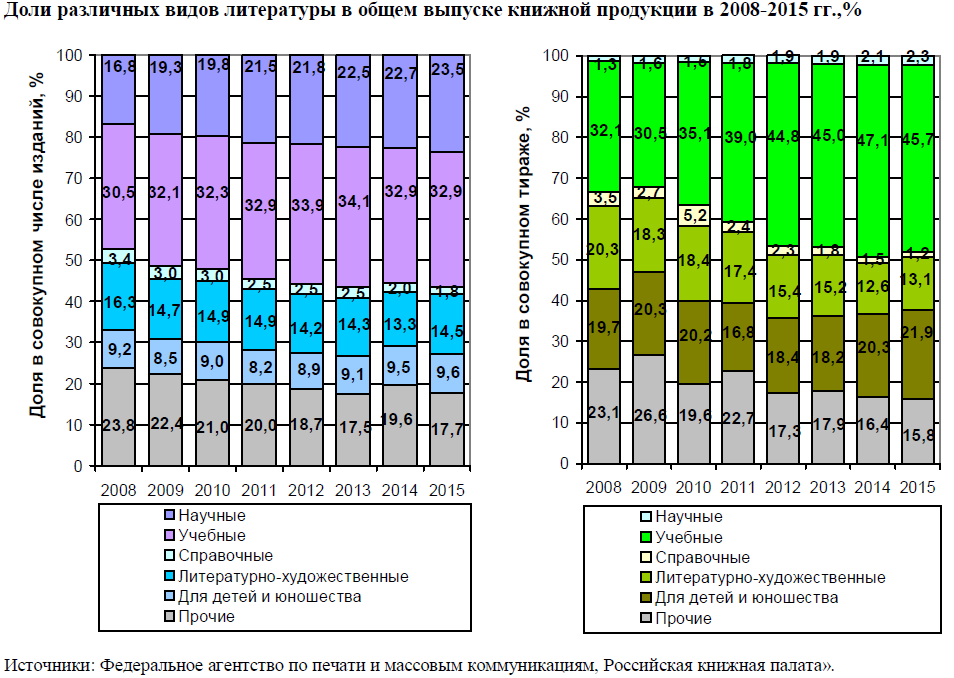 Доли различных видов литературы в общем выпуске книжной продукции в 2008-2015 гг.,%
Доля в совокупном числе изданий, %
100
90
80
70
60
50
40
30
20
10
0
16,8 19,3 19,8 21,5 21,8 22,5 22,7 23,5
30,5 32,1 32,3 32,9 33,9 34,1 32,9 32,9
3,4 3,0 3,0 2,5 2,5 2,5 2,0 1,8
16,3 14,7 14,9 14,9 14,2 14,3 13,3 14,5
9,2 8,5 9,0 8,2 8,9 9,1 9,5 9,6
23,8 22,4 21,0 20,0 18,7 17,5 19,6 17,7
2008 2009 2010 2011 2012 2013 2014 2015
Научные
Учебные
Справочные
Литературно-художественные
Для детей и юношества
Прочие
Доля в совокупном тираже, %
100
90
80
70
60
50
40
30
20
10
0
1,3 1,6 1,8 1,9 1,9 2,1 2,3
32,1 30,5 35,1 39,0 44,8 45,0 47,1 45,7
3,5 2,7 5,2 2,4 2,3 1,8 1,5 1,2
20,3 18,3 18,4 17,4 15,4 15,2 12,6 13,1
19,7 20,3 20,2 16,8 18,4 18,2 20,3 21,9
23,1 26,6 19,6 22,7 17,3 17,9 16,4 15,8
2008 2009 2010 2011 2012 2013 2014 2015
Научные
Учебные
Справочные
Литературно-художественные
Для детей и юношества
Прочие
Источники: Федеральное агентство по печати и массовым коммуникациям, Российская книжная палата».